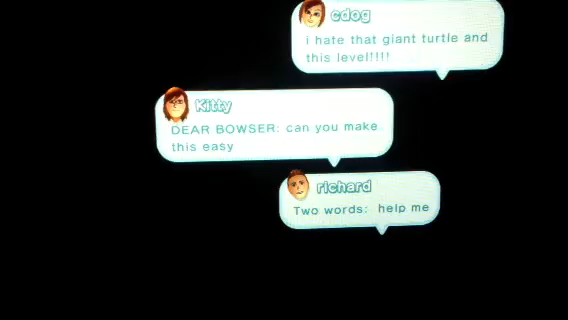 cdog
i hate that giant turtle and
this level!!!!
Kitty
DEAR BOWSER: can you make
this easy
richard
Two words: help me